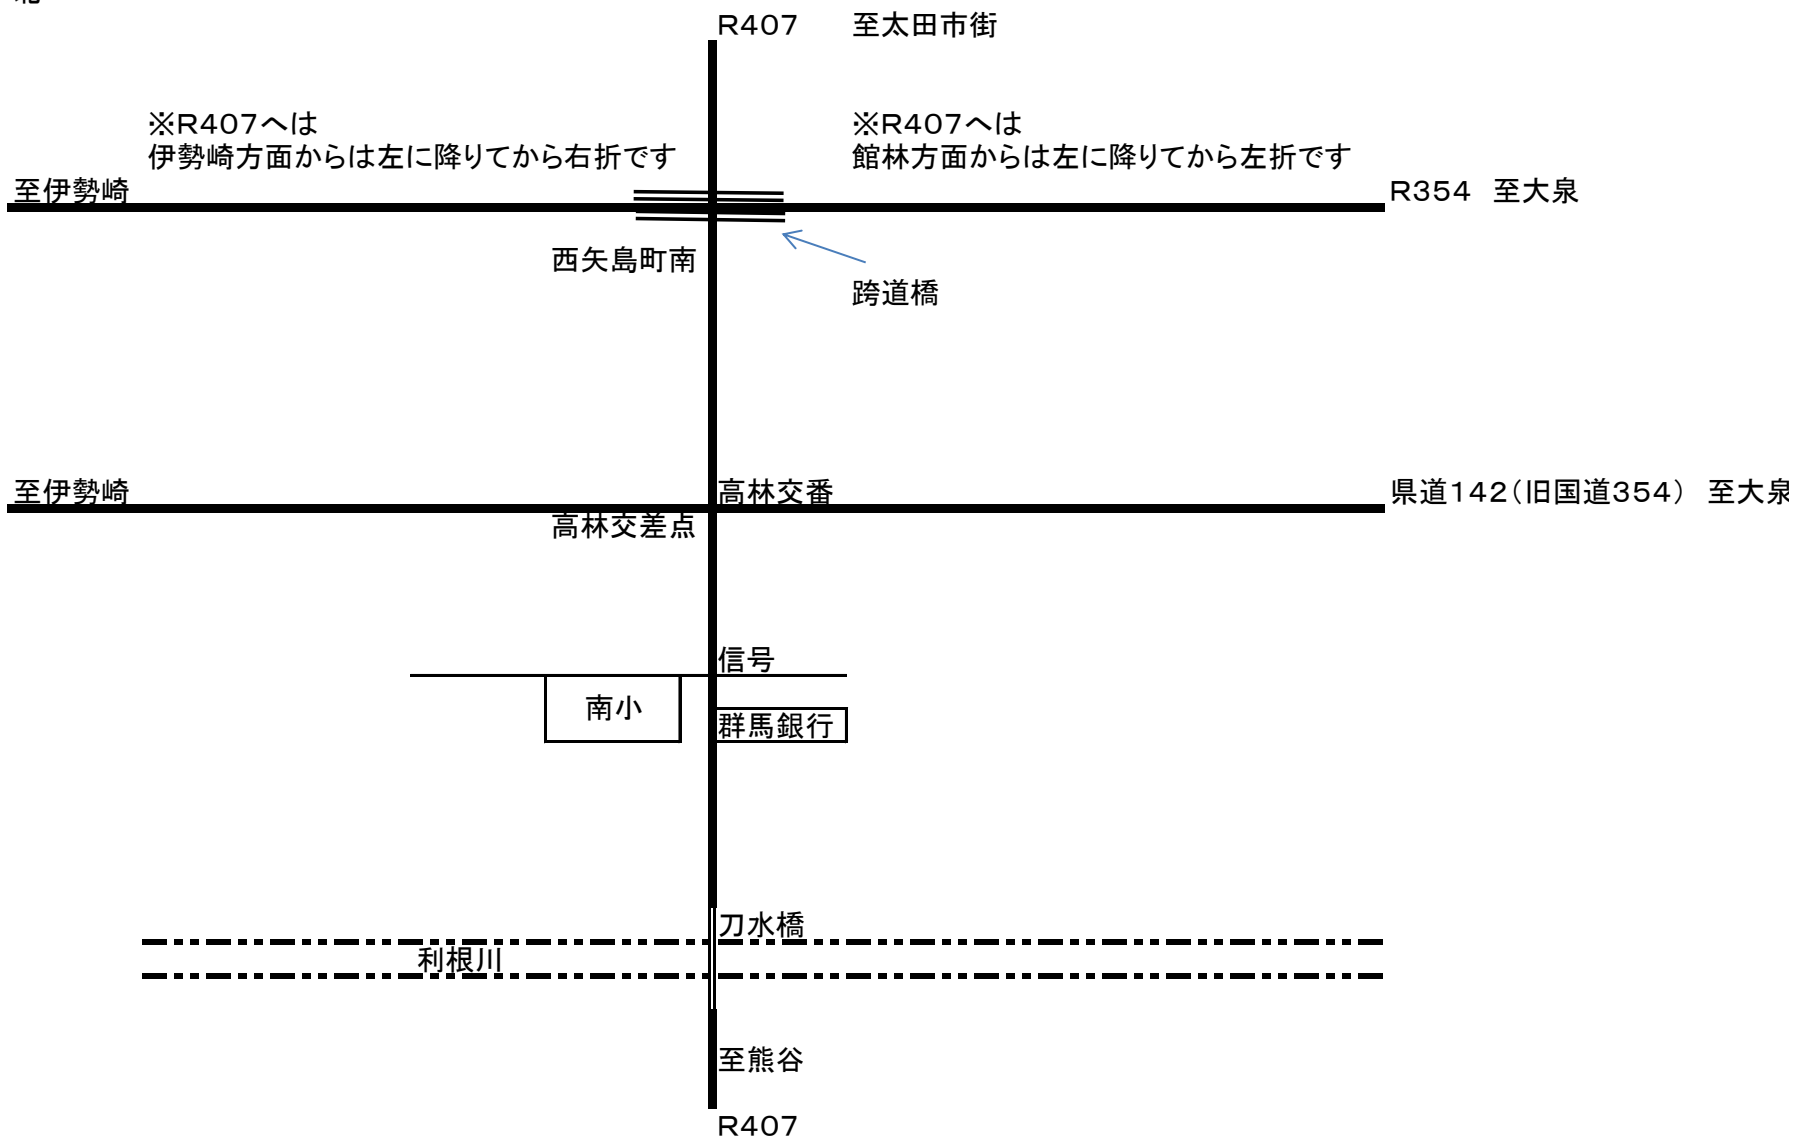 北
R407 至太田市街
※R407へは
伊勢崎方面からは左に降りてから右折です
※R407へは
館林方面からは左に降りてから左折です
至伊勢崎
R354 至大泉
西矢島町南
跨道橋
至伊勢崎
高林交番
県道142(旧国道354) 至大泉
高林交差点
信号
南小
群馬銀行
刀水橋
利根川
至熊谷
R407